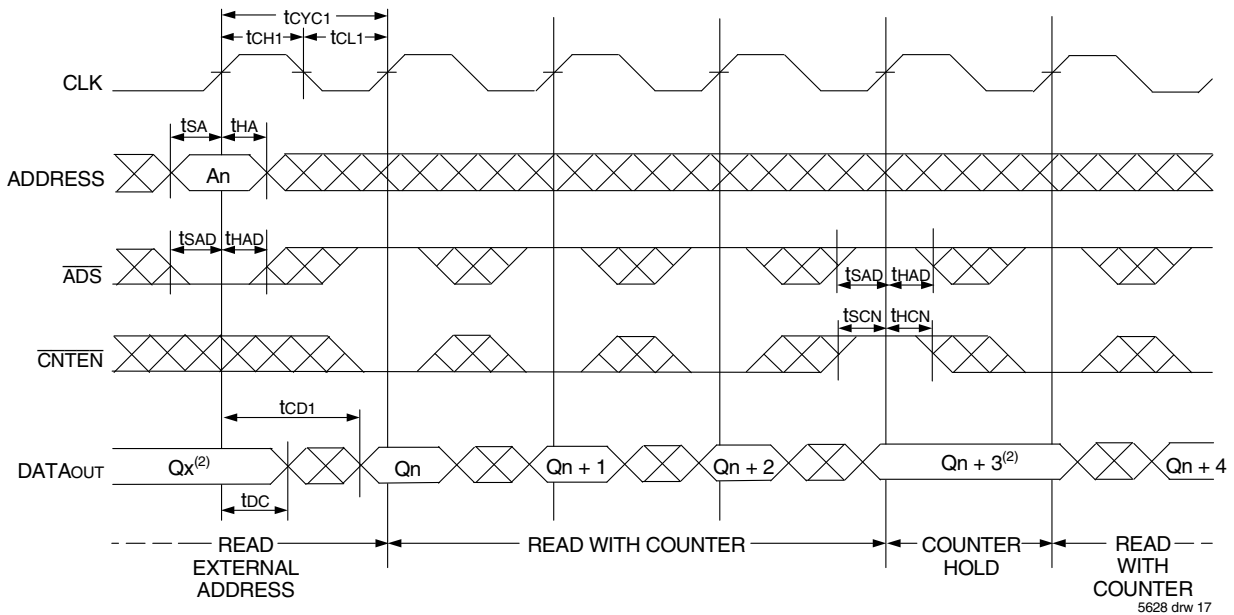 tCYC1
tCH1 tCL1
CLK
tSA tHA
ADDRESS An
tSAD tHAD
ADS
tSAD tHAD
tSCN tHCN
CNTEN
tCD1
DATAOUT Qx(2) Qn Qn + 1 Qn + 2 Qn + 3(2) Qn + 4
tDC
READ EXTERNAL ADDRESS
READ WITH COUNTER
COUNTER HOLD
READ WITH COUNTER
5628 drw 17